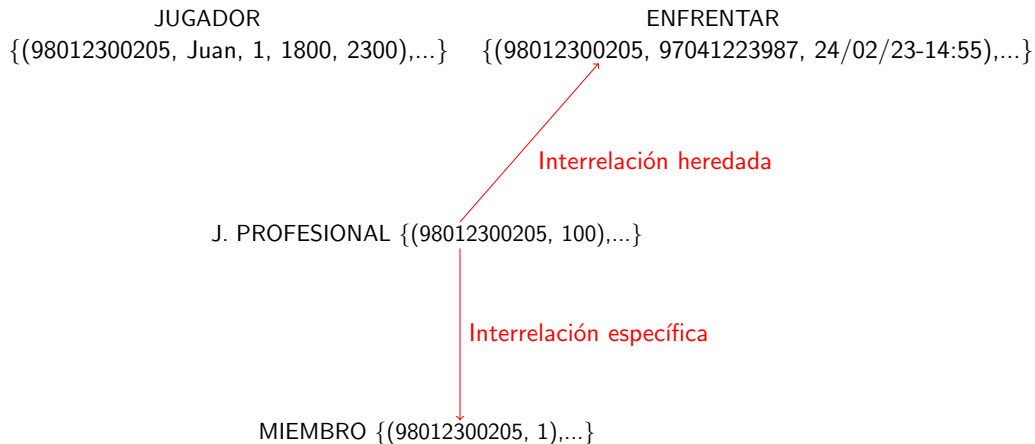 JUGADOR ENFRENTAR
{(98012300205, Juan, 1, 1800, 2300),...} {(98012300205, 97041223987, 24/02/23-14:55),...}
Interrelación heredada
J. PROFESIONAL {(98012300205, 100),...}
Interrelación específica
MIEMBRO {(98012300205, 1),...}